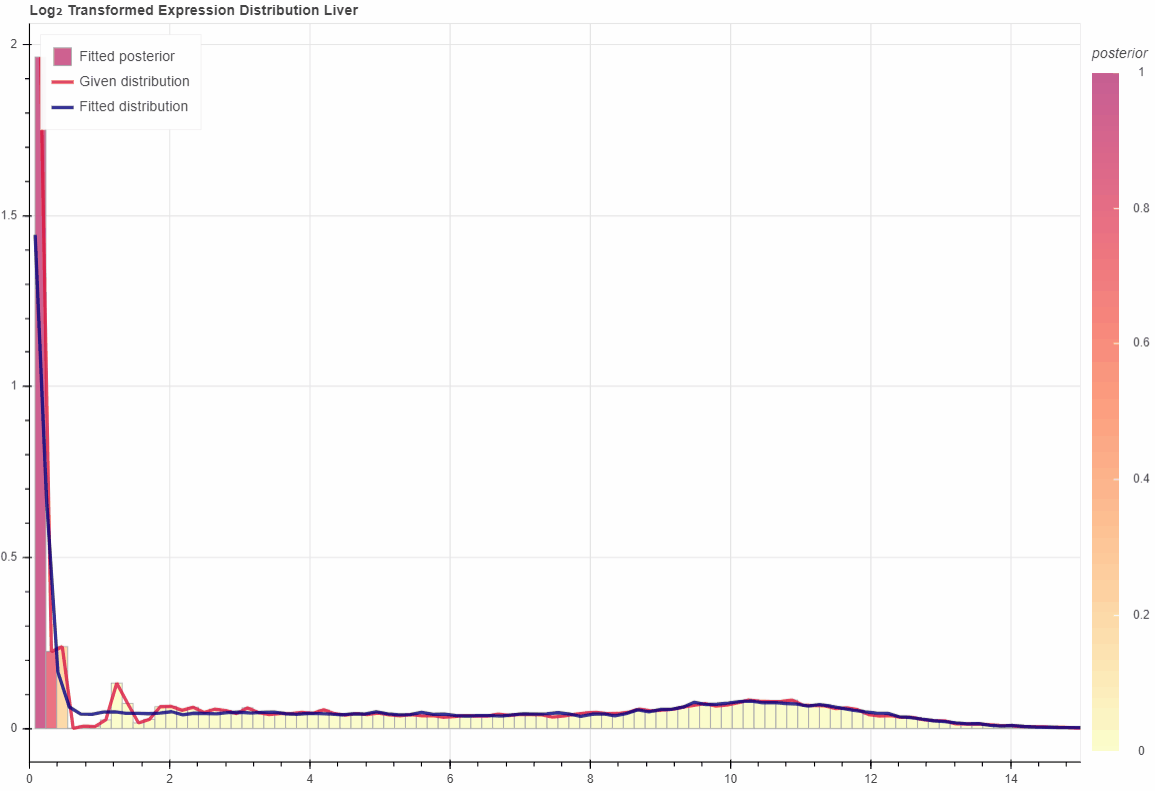 Log₂ Transformed Expression Distribution Liver
Fitted posterior
Given distribution
Fitted distribution
2
1.5
1
0.5
0
0 2 4 6 8 10 12 14
posterior
1
0.8
0.6
0.4
0.2
0